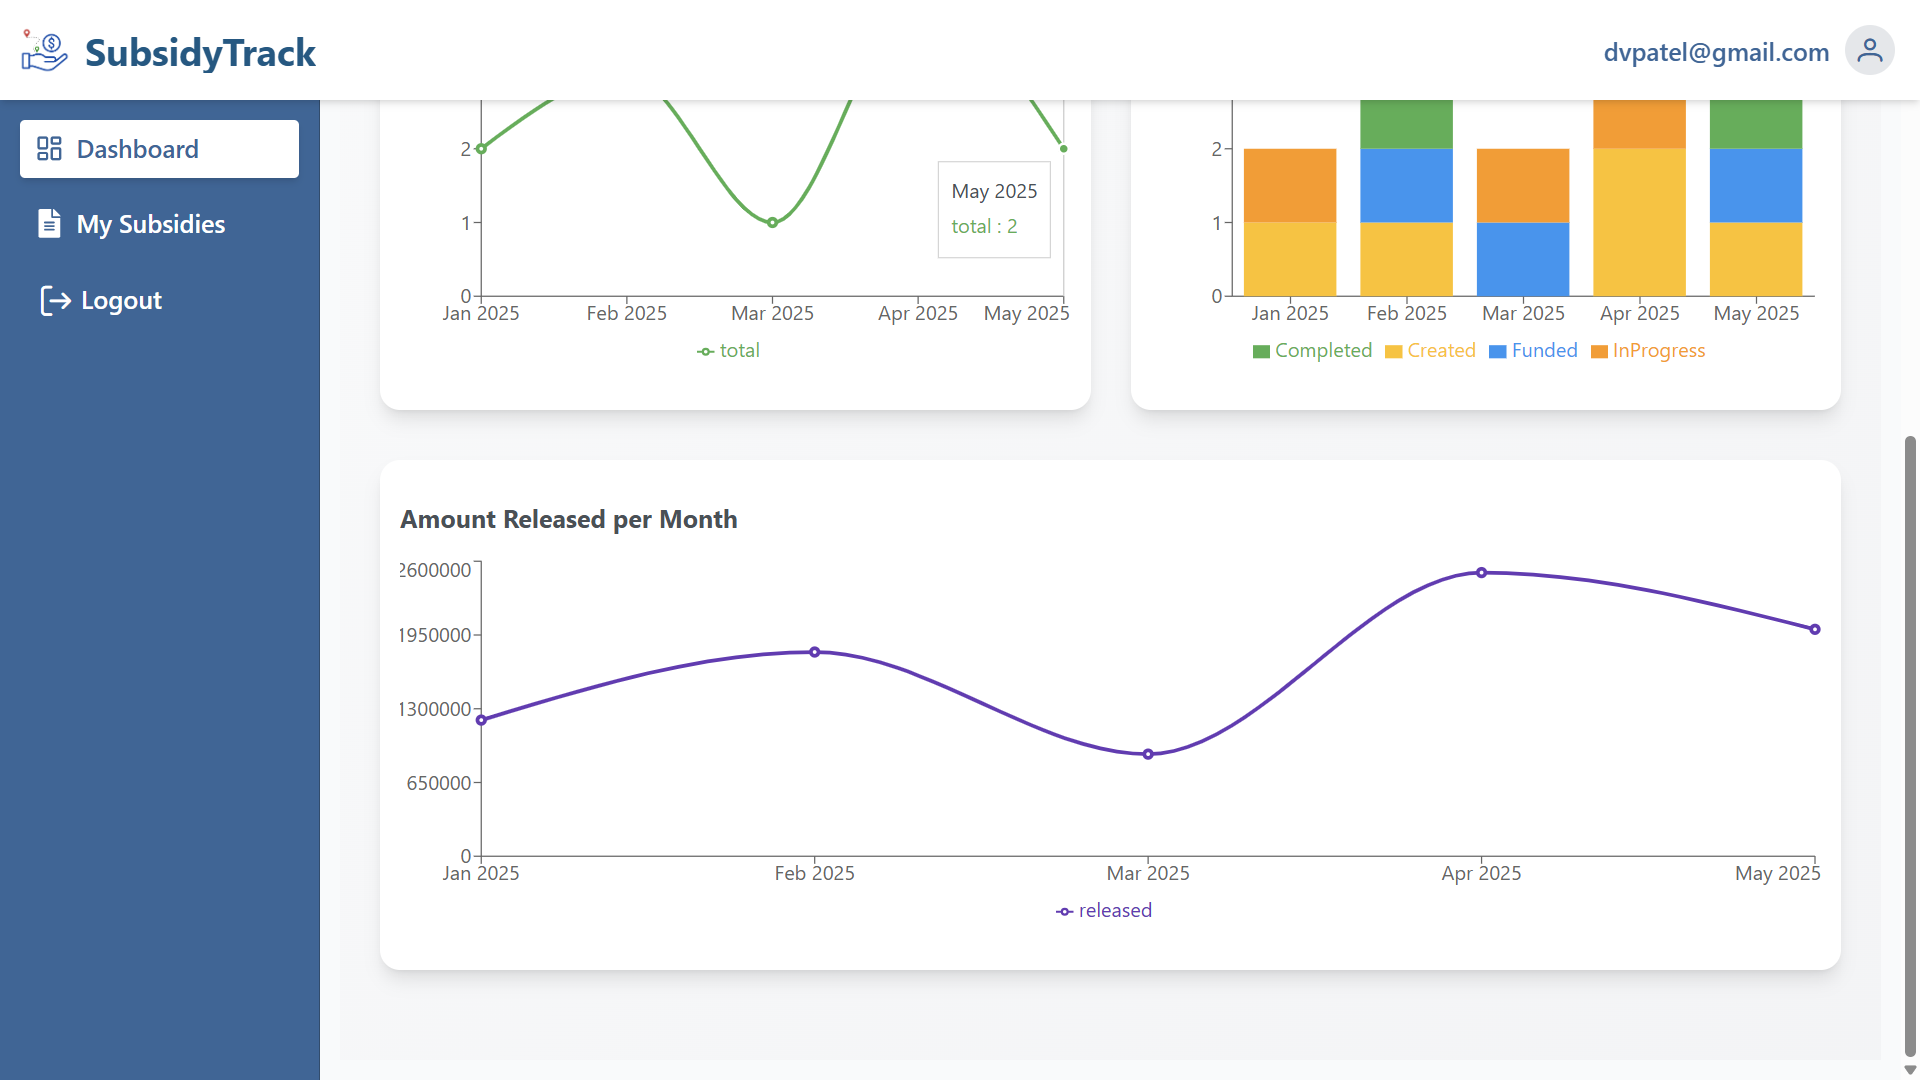 SubsidyTrack
dvpatel@gmail.com
Dashboard
My Subsidies
Logout
2
1
0
Jan 2025 Feb 2025 Mar 2025 Apr 2025 May 2025
May 2025
total : 2
total
2
1
0
Jan 2025 Feb 2025 Mar 2025 Apr 2025 May 2025
Completed Created Funded InProgress
Amount Released per Month
2600000
1950000
1300000
650000
0
Jan 2025 Feb 2025 Mar 2025 Apr 2025 May 2025
released